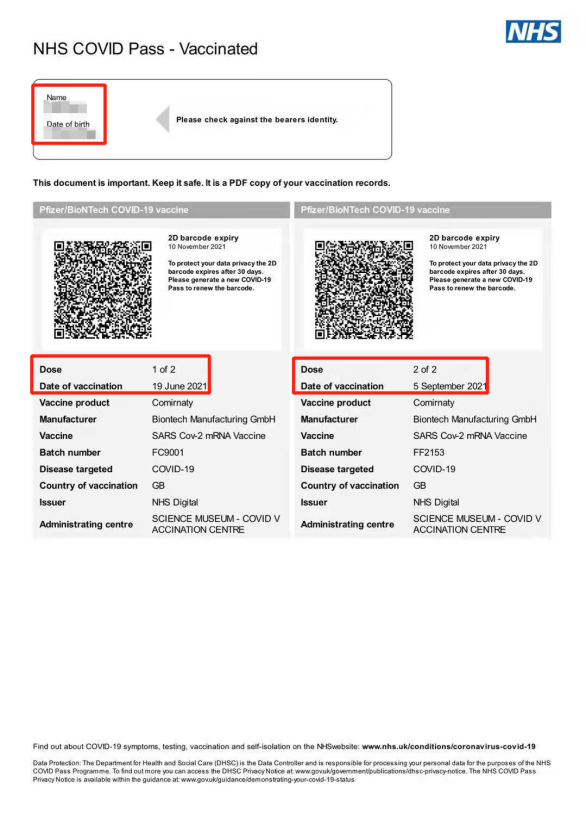 NHS
NHS COVID Pass - Vaccinated
Name
Date of birth
Please check against the bearers identity.
This document is important. Keep it safe. It is a PDF copy of your vaccination records.
Pfizer/BioNTech COVID-19 vaccine
2D barcode expiry
10 November 2021
To protect your data privacy the 2D
barcode expires after 30 days.
Please generate a new COVID-19
Pass to renew the barcode.
Dose 1 of 2
Date of vaccination 19 June 2021
Vaccine product Comirnaty
Manufacturer Biontech Manufacturing GmbH
Vaccine SARS Cov-2 mRNA Vaccine
Batch number FC9001
Disease targeted COVID-19
Country of vaccination GB
Issuer NHS Digital
Administrating centre SCIENCE MUSEUM - COVID V
ACCINATION CENTRE
Pfizer/BioNTech COVID-19 vaccine
2D barcode expiry
10 November 2021
To protect your data privacy the 2D
barcode expires after 30 days.
Please generate a new COVID-19
Pass to renew the barcode.
Dose 2 of 2
Date of vaccination 5 September 2021
Vaccine product Comirnaty
Manufacturer Biontech Manufacturing GmbH
Vaccine SARS Cov-2 mRNA Vaccine
Batch number FF2153
Disease targeted COVID-19
Country of vaccination GB
Issuer NHS Digital
Administrating centre SCIENCE MUSEUM - COVID V
ACCINATION CENTRE
Find out about COVID-19 symptoms, testing, vaccination and self-isolation on the NHSwebsite: www.nhs.uk/conditions/coronavirus-covid-19
Data Protection: The Department for Health and Social Care (DHSC) is the Data Controller and is responsible for processing your personal data for the purposes of the NHS
COVID Pass Programme. To find out more you can access the DHSC Privacy Notice at: www.gov.uk/government/publications/dhsc-privacy-notice. The NHS COVID Pass
Privacy Notice is available within the guidance at: www.gov.uk/guidance/demonstrating-your-covid-19-status